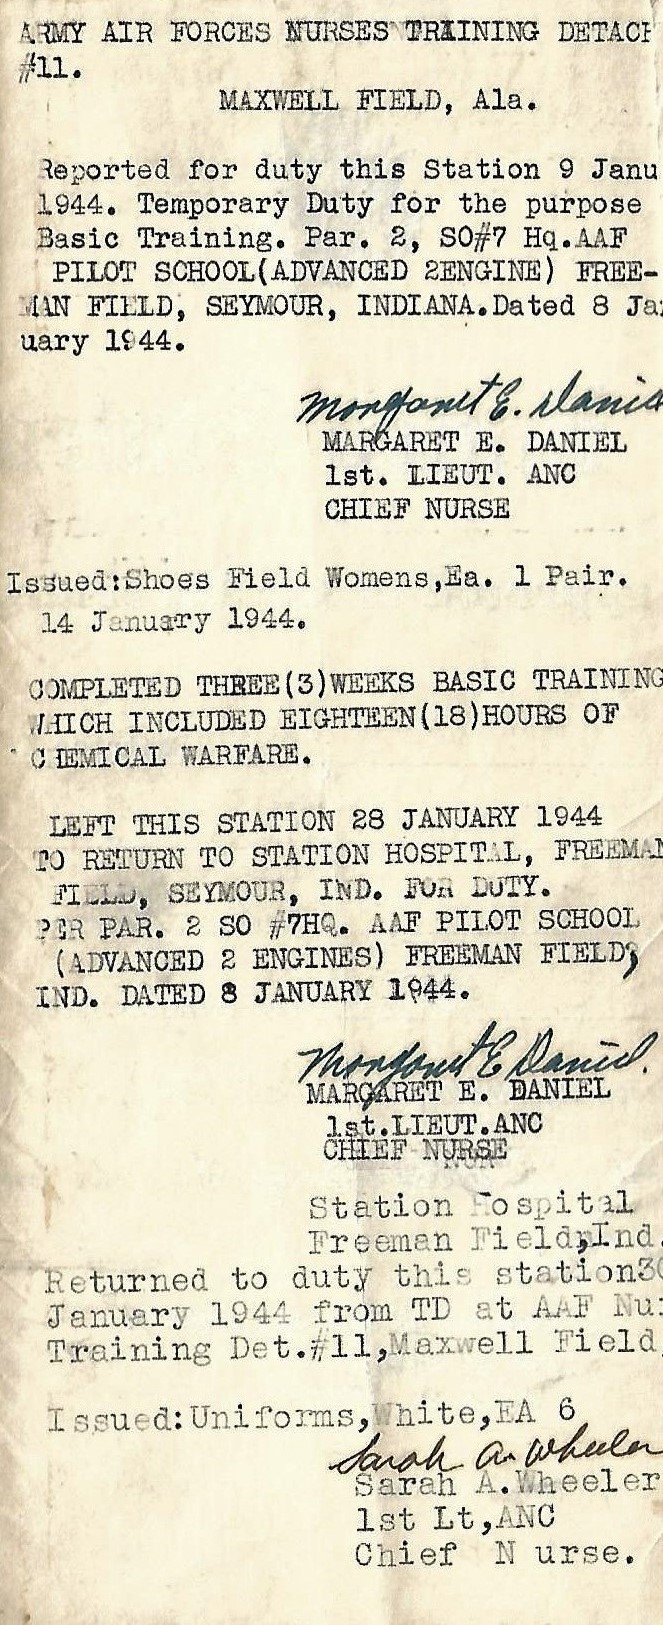 ARMY AIR FORCES NURSES TRAINING DETACH
#11.
MAXWELL FIELD, Ala.
Reported for duty this Station 9 Janu
1944. Temporary Duty for the purpose
Basic Training. Par. 2, SO#7 Hq.AAF
PILOT SCHOOL(ADVANCED 2ENGINE) FREE-
MAN FIELD, SEYMOUR, INDIANA.Dated 8 Jan
uary 1944.
Margaret E. Daniel
MARGARET E. DANIEL
1st. LIEUT. ANC
CHIEF NURSE
Issued:Shoes Field Womens,Ea. 1 Pair.
14 January 1944.
COMPLETED THREE(3)WEEKS BASIC TRAINING
WHICH INCLUDED EIGHTEEN(18)HOURS OF
CHEMICAL WARFARE.
LEFT THIS STATION 28 JANUARY 1944
TO RETURN TO STATION HOSPITAL, FREEMAN
FIELD, SEYMOUR, IND. FOR DUTY.
PER PAR. 2 SO #7HQ. AAF PILOT SCHOOL
(ADVANCED 2 ENGINES) FREEMAN FIELD,
IND. DATED 8 JANUARY 1944.
Margaret E Daniel.
MARGARET E. DANIEL
1st.LIEUT.ANC
CHIEF NURSE
Station Hospital
Freeman Field,Ind.
Returned to duty this station30
January 1944 from TD at AAF Nur
Training Det.#11,Maxwell Field,
Issued:Uniforms,White,EA 6
Sarah A. Wheeler
Sarah A.Wheeler
1st Lt,ANC
Chief N urse.